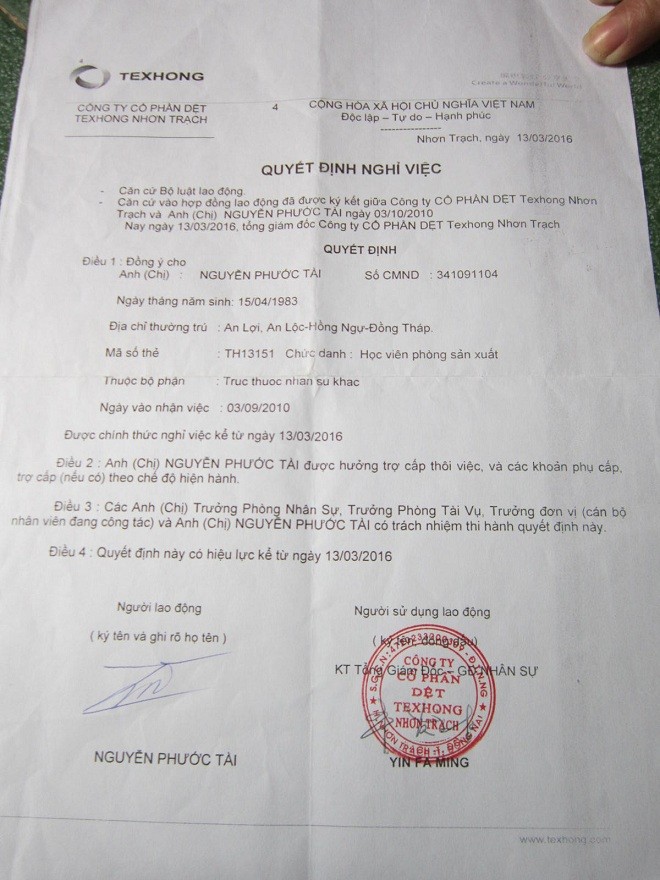 TEXHONG
Create a Wonderful World
CÔNG TY CỔ PHẦN DỆT
TEXHONG NHƠN TRẠCH
4
CỘNG HÒA XÃ HỘI CHỦ NGHĨA VIỆT NAM
Độc lập – Tự do – Hạnh phúc
Nhơn Trạch, ngày 13/03/2016
QUYẾT ĐỊNH NGHỈ VIỆC
- Căn cứ Bộ luật lao động.
- Căn cứ vào hợp đồng lao động đã được ký kết giữa Công ty CỔ PHẦN DỆT Texhong Nhơn
Trạch và Anh (Chị) NGUYỄN PHƯỚC TÀI ngày 03/10/2010
Nay ngày 13/03/2016, tổng giám đốc Công ty CỔ PHẦN DỆT Texhong Nhơn Trạch
QUYẾT ĐỊNH
Điều 1 : Đồng ý cho
Anh (Chị) : NGUYỄN PHƯỚC TÀI Số CMND : 341091104
Ngày tháng năm sinh: 15/04/1983
Địa chỉ thường trú : An Lợi, An Lộc-Hồng Ngự-Đồng Tháp.
Mã số thẻ : TH13151 Chức danh : Học viên phòng sản xuất
Thuộc bộ phận : Truc thuoc nhan su khac
Ngày vào nhận việc : 03/09/2010
Được chính thức nghỉ việc kể từ ngày 13/03/2016
Điều 2 : Anh (Chị) NGUYỄN PHƯỚC TÀI được hưởng trợ cấp thôi việc, và các khoản phụ cấp,
trợ cấp (nếu có) theo chế độ hiện hành.
Điều 3 : Các Anh (Chị) Trưởng Phòng Nhân Sự, Trưởng Phòng Tài Vụ, Trưởng đơn vị (cán bộ
nhân viên đang công tác) và Anh (Chị) NGUYỄN PHƯỚC TÀI có trách nhiệm thi hành quyết định này.
Điều 4 : Quyết định này có hiệu lực kể từ ngày 13/03/2016
Người lao động
( ký tên và ghi rõ họ tên )
NGUYỄN PHƯỚC TÀI
Người sử dụng lao động
( ký tên, đóng dấu)
KT Tổng Giám Đốc – GĐ NHÂN SỰ
CÔNG TY
CỔ PHẦN
DỆT
TEXHONG
NHƠN TRẠCH
H. NHƠN TRẠCH - T. ĐỒNG NAI
YIN FA MING
www.texhong.com